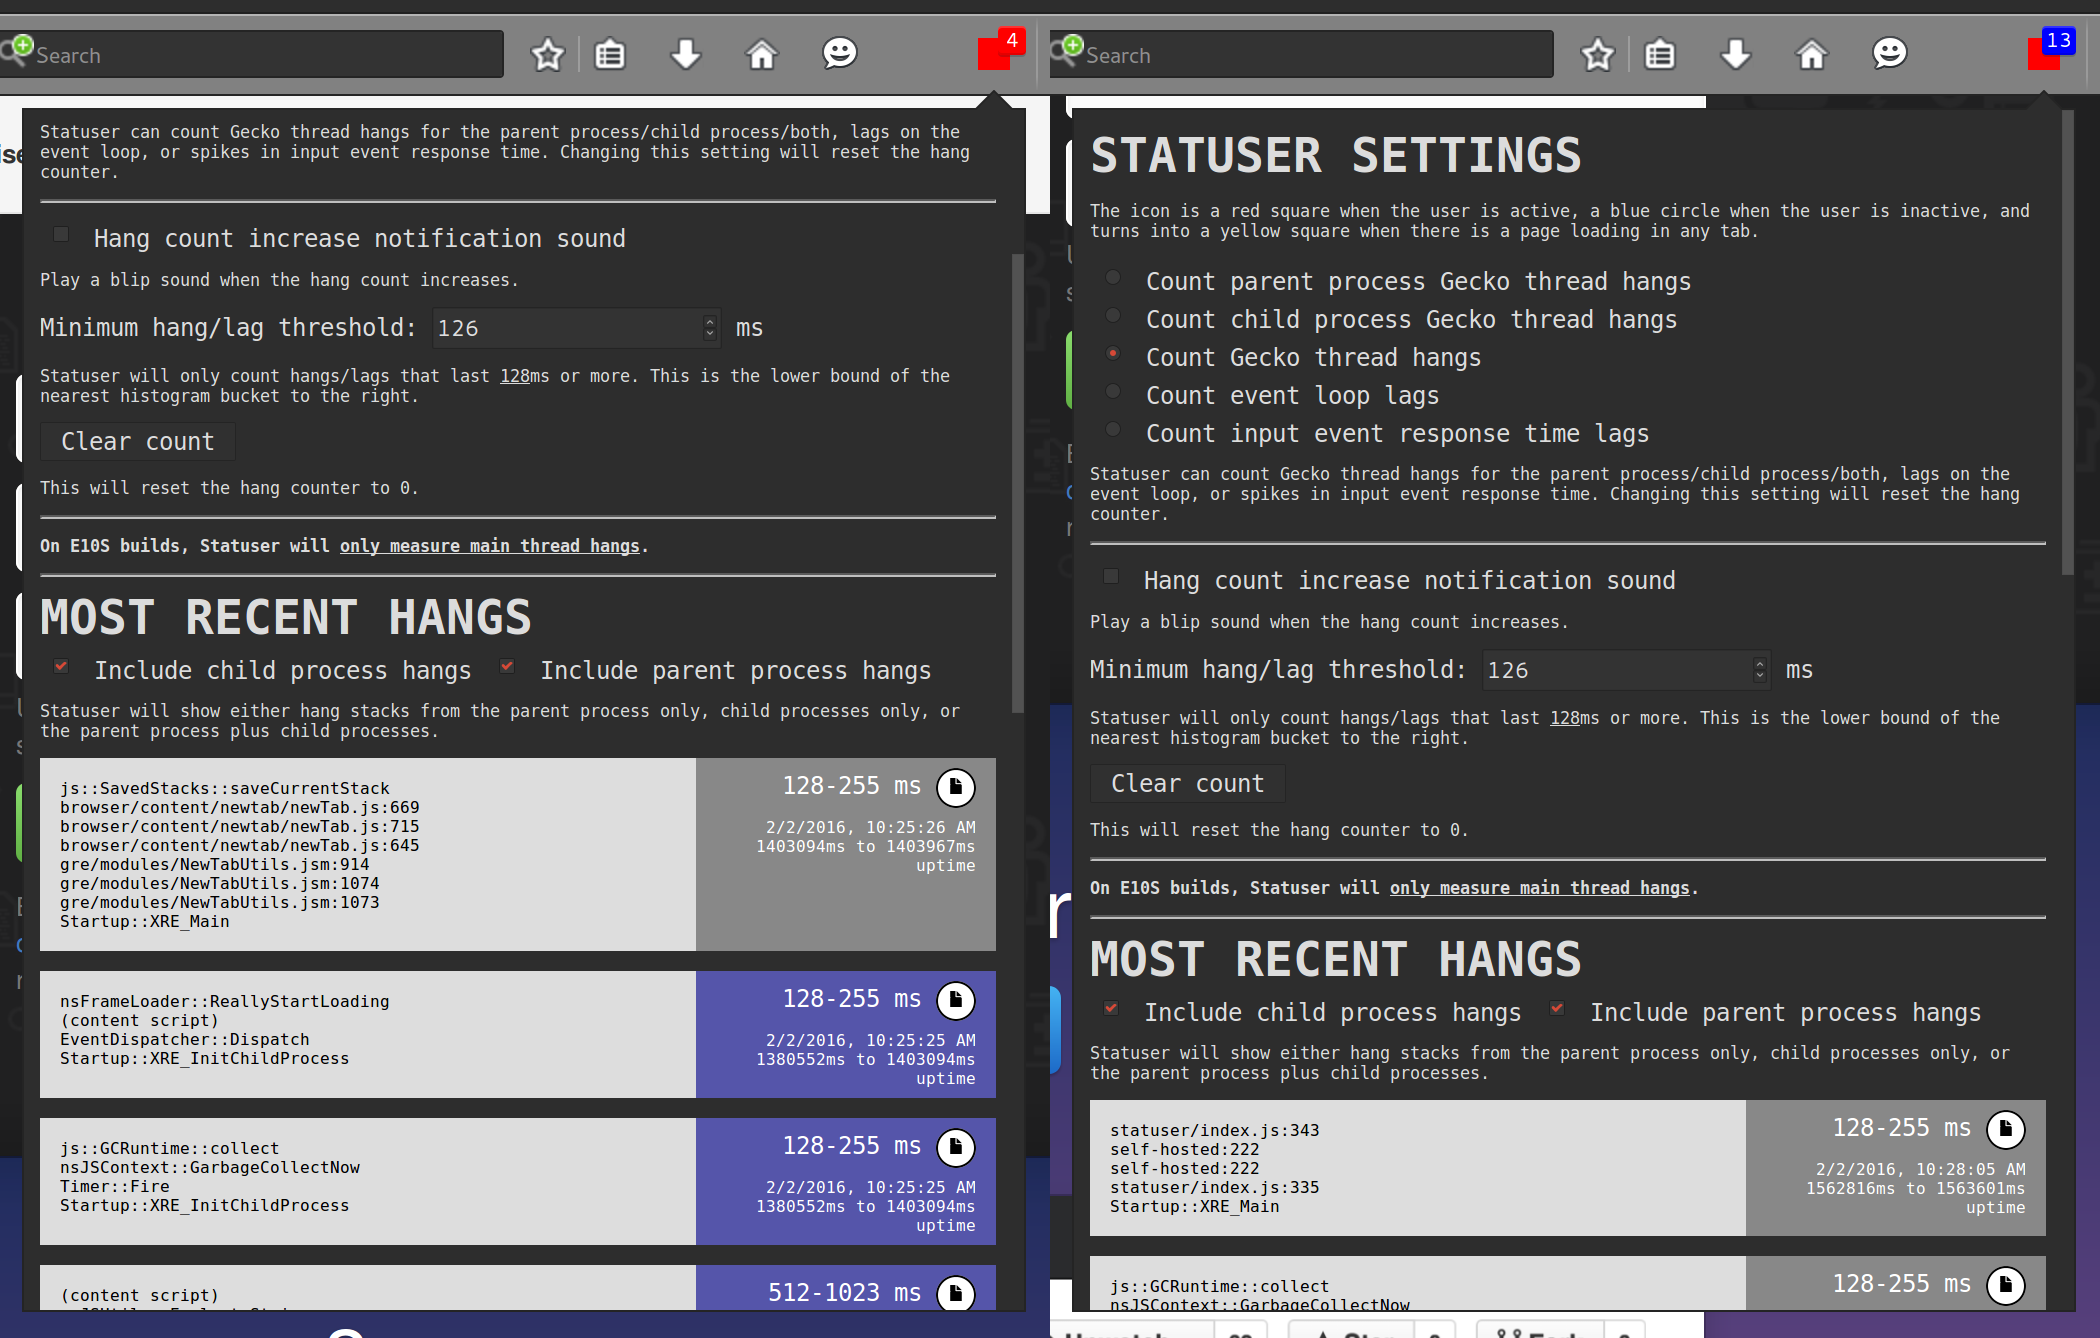 Search
4
Statuser can count Gecko thread hangs for the parent process/child process/both, lags on the
event loop, or spikes in input event response time. Changing this setting will reset the hang
counter.
Hang count increase notification sound
Play a blip sound when the hang count increases.
Minimum hang/lag threshold: 126 ms
Statuser will only count hangs/lags that last 128ms or more. This is the lower bound of the
nearest histogram bucket to the right.
Clear count
This will reset the hang counter to 0.
On E10S builds, Statuser will only measure main thread hangs.
MOST RECENT HANGS
Include child process hangs Include parent process hangs
Statuser will show either hang stacks from the parent process only, child processes only, or
the parent process plus child processes.
js::SavedStacks::saveCurrentStack
browser/content/newtab/newTab.js:669
browser/content/newtab/newTab.js:715
browser/content/newtab/newTab.js:645
gre/modules/NewTabUtils.jsm:914
gre/modules/NewTabUtils.jsm:1074
gre/modules/NewTabUtils.jsm:1073
Startup::XRE_Main
128-255 ms
2/2/2016, 10:25:26 AM
1403094ms to 1403967ms
uptime
nsFrameLoader::ReallyStartLoading
(content script)
EventDispatcher::Dispatch
Startup::XRE_InitChildProcess
128-255 ms
2/2/2016, 10:25:25 AM
1380552ms to 1403094ms
uptime
js::GCRuntime::collect
nsJSContext::GarbageCollectNow
Timer::Fire
Startup::XRE_InitChildProcess
128-255 ms
2/2/2016, 10:25:25 AM
1380552ms to 1403094ms
uptime
(content script)
512-1023 ms
Search
13
STATUSER SETTINGS
The icon is a red square when the user is active, a blue circle when the user is inactive, and
turns into a yellow square when there is a page loading in any tab.
Count parent process Gecko thread hangs
Count child process Gecko thread hangs
Count Gecko thread hangs
Count event loop lags
Count input event response time lags
Statuser can count Gecko thread hangs for the parent process/child process/both, lags on the
event loop, or spikes in input event response time. Changing this setting will reset the hang
counter.
Hang count increase notification sound
Play a blip sound when the hang count increases.
Minimum hang/lag threshold: 126 ms
Statuser will only count hangs/lags that last 128ms or more. This is the lower bound of the
nearest histogram bucket to the right.
Clear count
This will reset the hang counter to 0.
On E10S builds, Statuser will only measure main thread hangs.
MOST RECENT HANGS
Include child process hangs Include parent process hangs
Statuser will show either hang stacks from the parent process only, child processes only, or
the parent process plus child processes.
statuser/index.js:343
self-hosted:222
self-hosted:222
statuser/index.js:335
Startup::XRE_Main
128-255 ms
2/2/2016, 10:28:05 AM
1562816ms to 1563601ms
uptime
js::GCRuntime::collect
nsJSContext::GarbageCollectNow
128-255 ms